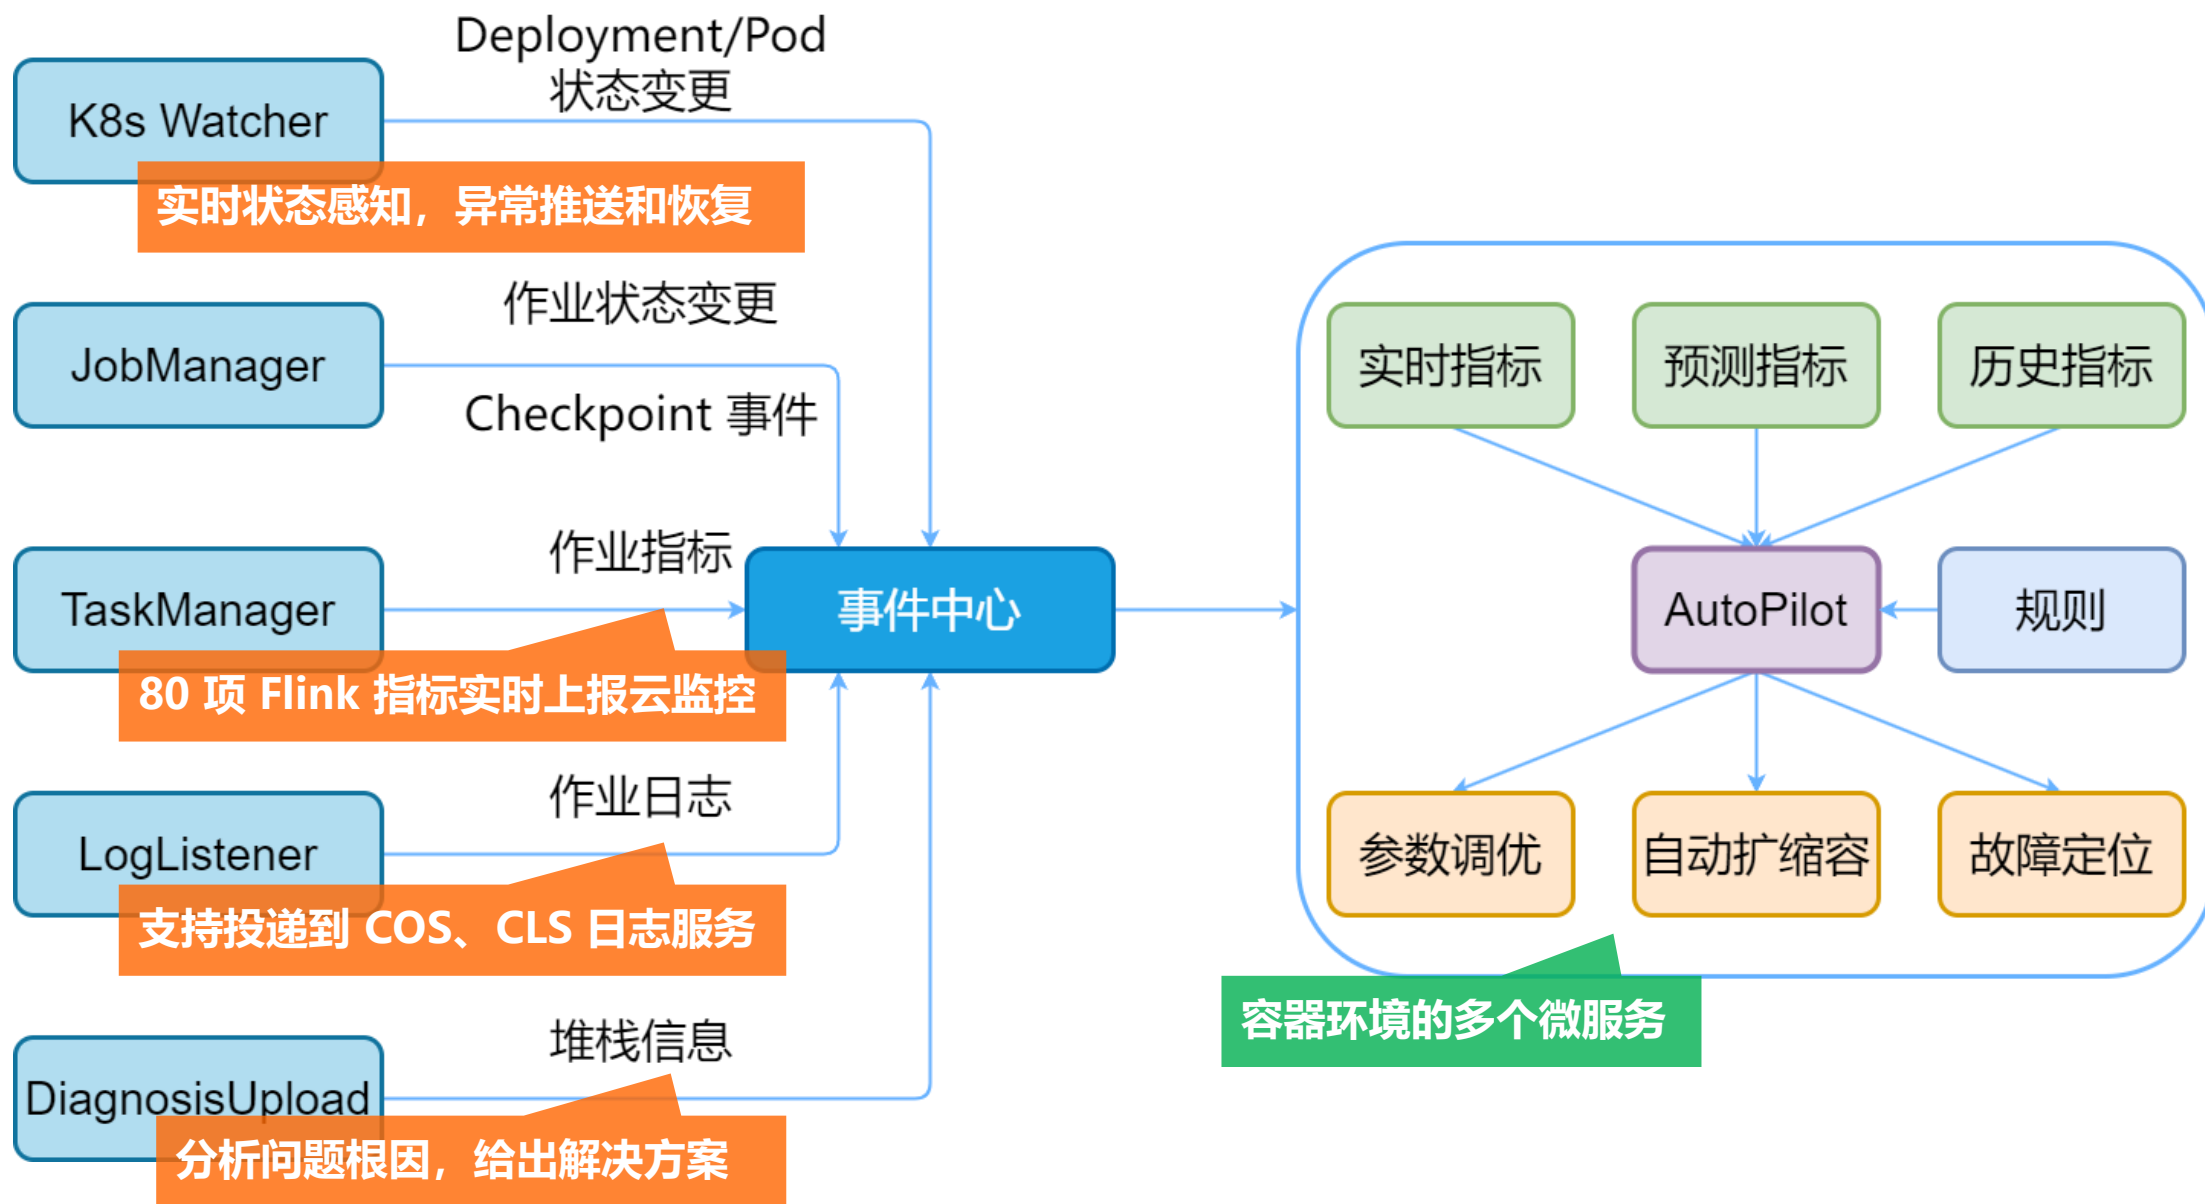 Deployment/Pod
状态变更
K8s Watcher
实时状态感知，异常推送和恢复
作业状态变更
JobManager
Checkpoint 事件
作业指标
TaskManager
80 项 Flink 指标实时上报云监控
事件中心
作业日志
LogListener
支持投递到 COS、CLS 日志服务
堆栈信息
DiagnosisUpload
分析问题根因，给出解决方案
实时指标
预测指标
历史指标
AutoPilot
规则
参数调优
自动扩缩容
故障定位
容器环境的多个微服务